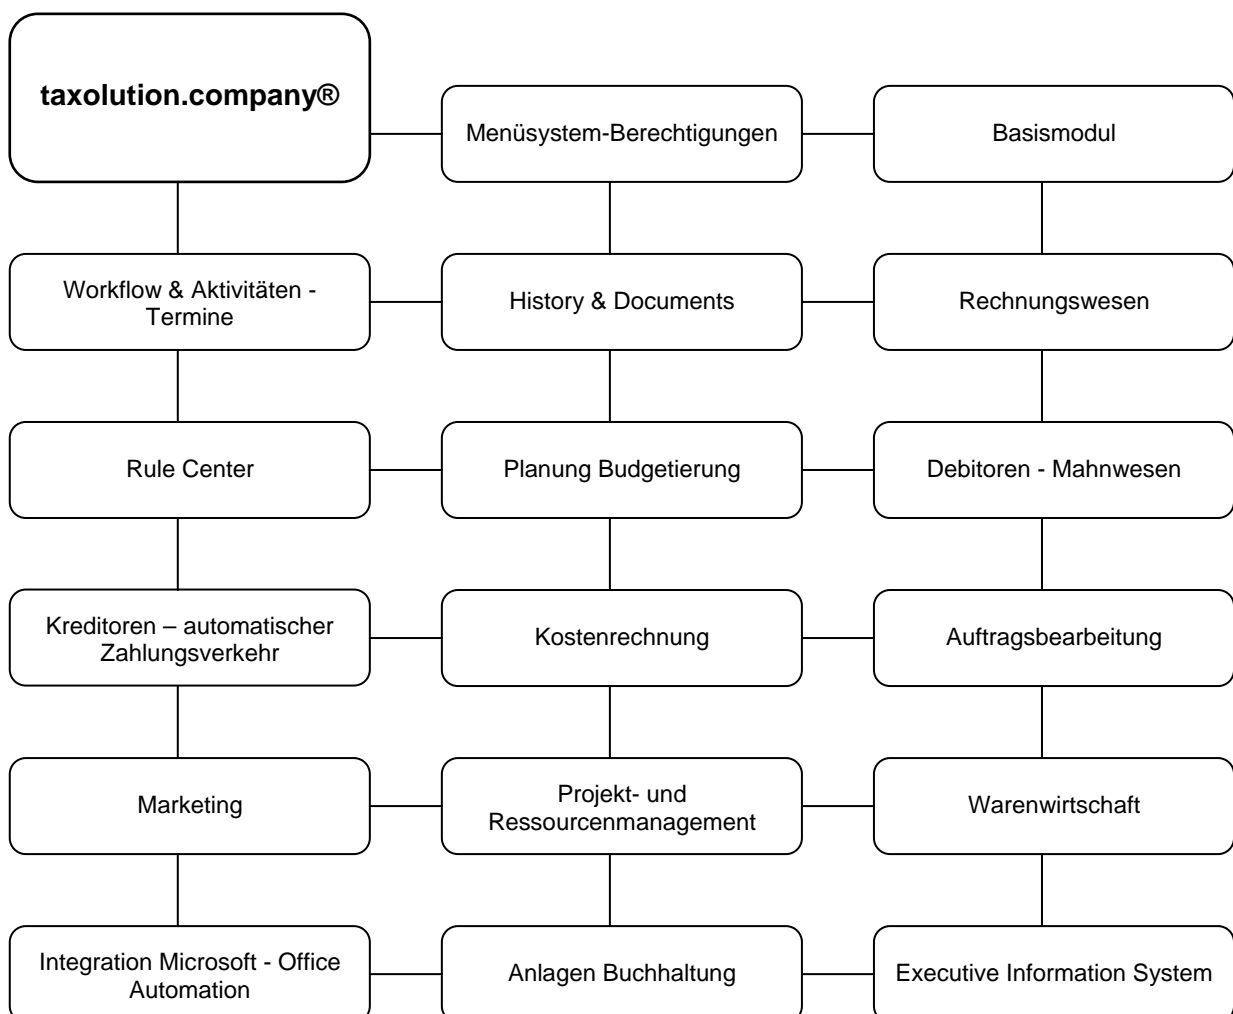 taxolution.company®
Menüsystem-Berechtigungen
Basismodul
Workflow & Aktivitäten -
Termine
History & Documents
Rechnungswesen
Rule Center
Planung Budgetierung
Debitoren - Mahnwesen
Kreditoren – automatischer
Zahlungsverkehr
Kostenrechnung
Auftragsbearbeitung
Marketing
Projekt- und
Ressourcenmanagement
Warenwirtschaft
Integration Microsoft - Office
Automation
Anlagen Buchhaltung
Executive Information System